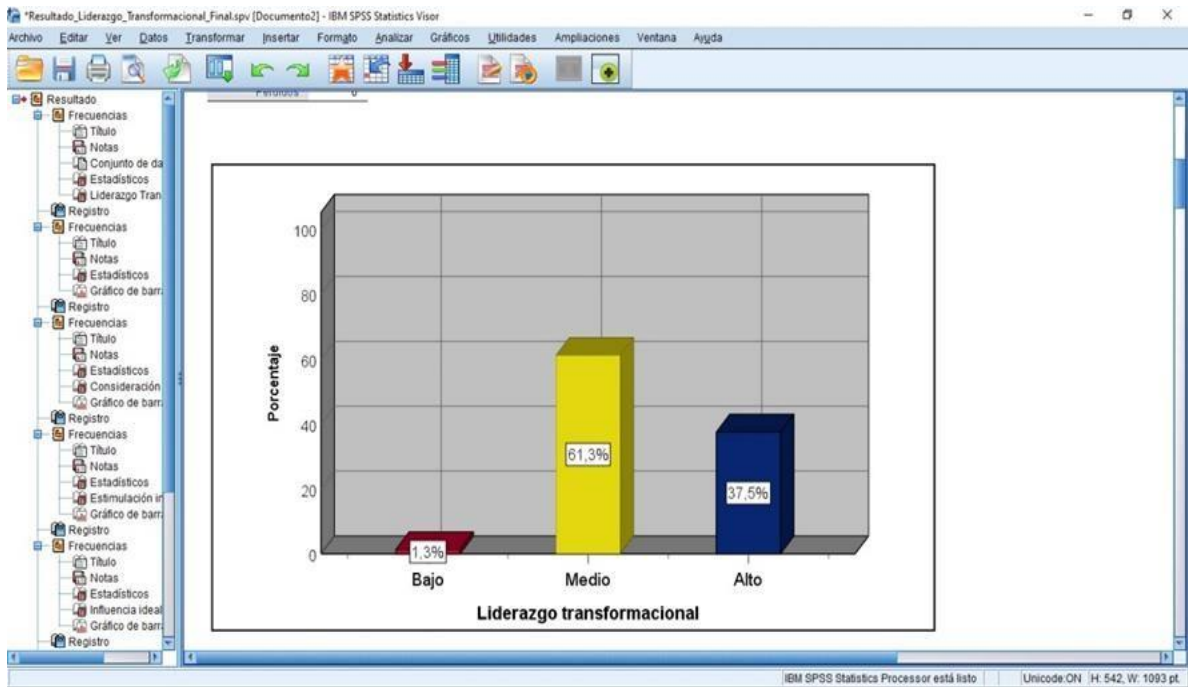 *Resultado_Liderazgo_Transformacional_Final.spv [Documento2] - IBM SPSS Statistics Visor
Archivo Editar Ver Datos Transformar Insertar Formato Analizar Gráficos Utilidades Ampliaciones Ventana Ayuda
Resultado
Frecuencias
Título
Notas
Conjunto de da
Estadísticos
Liderazgo Tran
Registro
Frecuencias
Título
Notas
Estadísticos
Gráfico de barr
Registro
Frecuencias
Título
Notas
Estadísticos
Consideración
Gráfico de barr
Registro
Frecuencias
Título
Notas
Estadísticos
Estimulación in
Gráfico de barr
Registro
Frecuencias
Título
Notas
Estadísticos
Influencia ideal
Gráfico de barr
Registro
Perdidos 0
Porcentaje
100
80
60
40
20
0
1,3%
61,3%
37,5%
Bajo Medio Alto
Liderazgo transformacional
IBM SPSS Statistics Processor está listo Unicode:ON H: 542, W: 1093 pt.